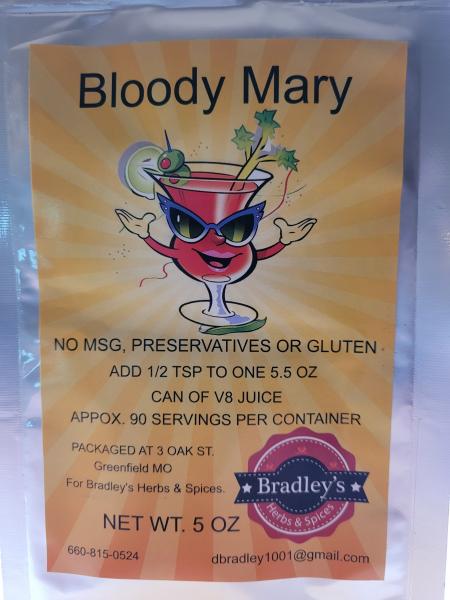 Bloody Mary
NO MSG, PRESERVATIVES OR GLUTEN
ADD 1/2 TSP TO ONE 5.5 OZ
CAN OF V8 JUICE
APPOX. 90 SERVINGS PER CONTAINER
PACKAGED AT 3 OAK ST.
Greenfield MO
For Bradley's Herbs & Spices.
Bradley's
Herbs & Spices
NET WT. 5 OZ
660-815-0524
dbradley1001@gmail.com